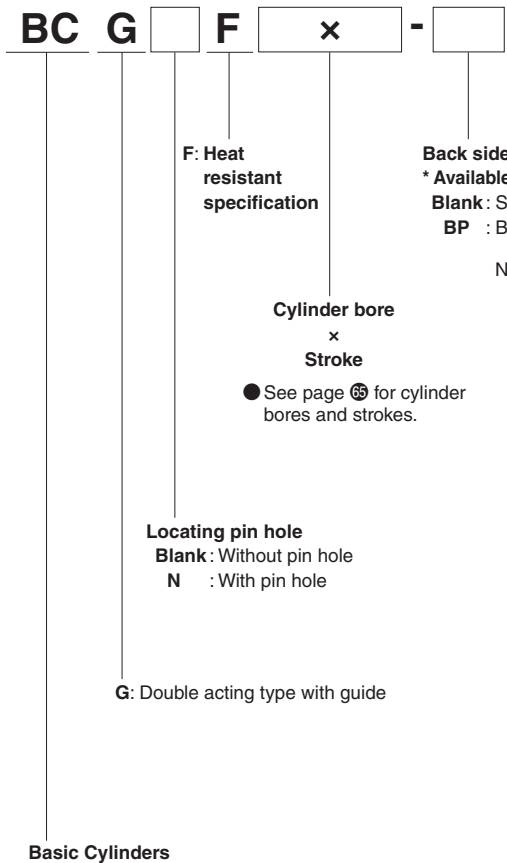 BC G F × -
F: Heat
resistant
specification
Back side
* Available
Blank : S
BP : B
N
Cylinder bore
×
Stroke
● See page 65 for cylinder
bores and strokes.
Locating pin hole
Blank : Without pin hole
N : With pin hole
G: Double acting type with guide
Basic Cylinders